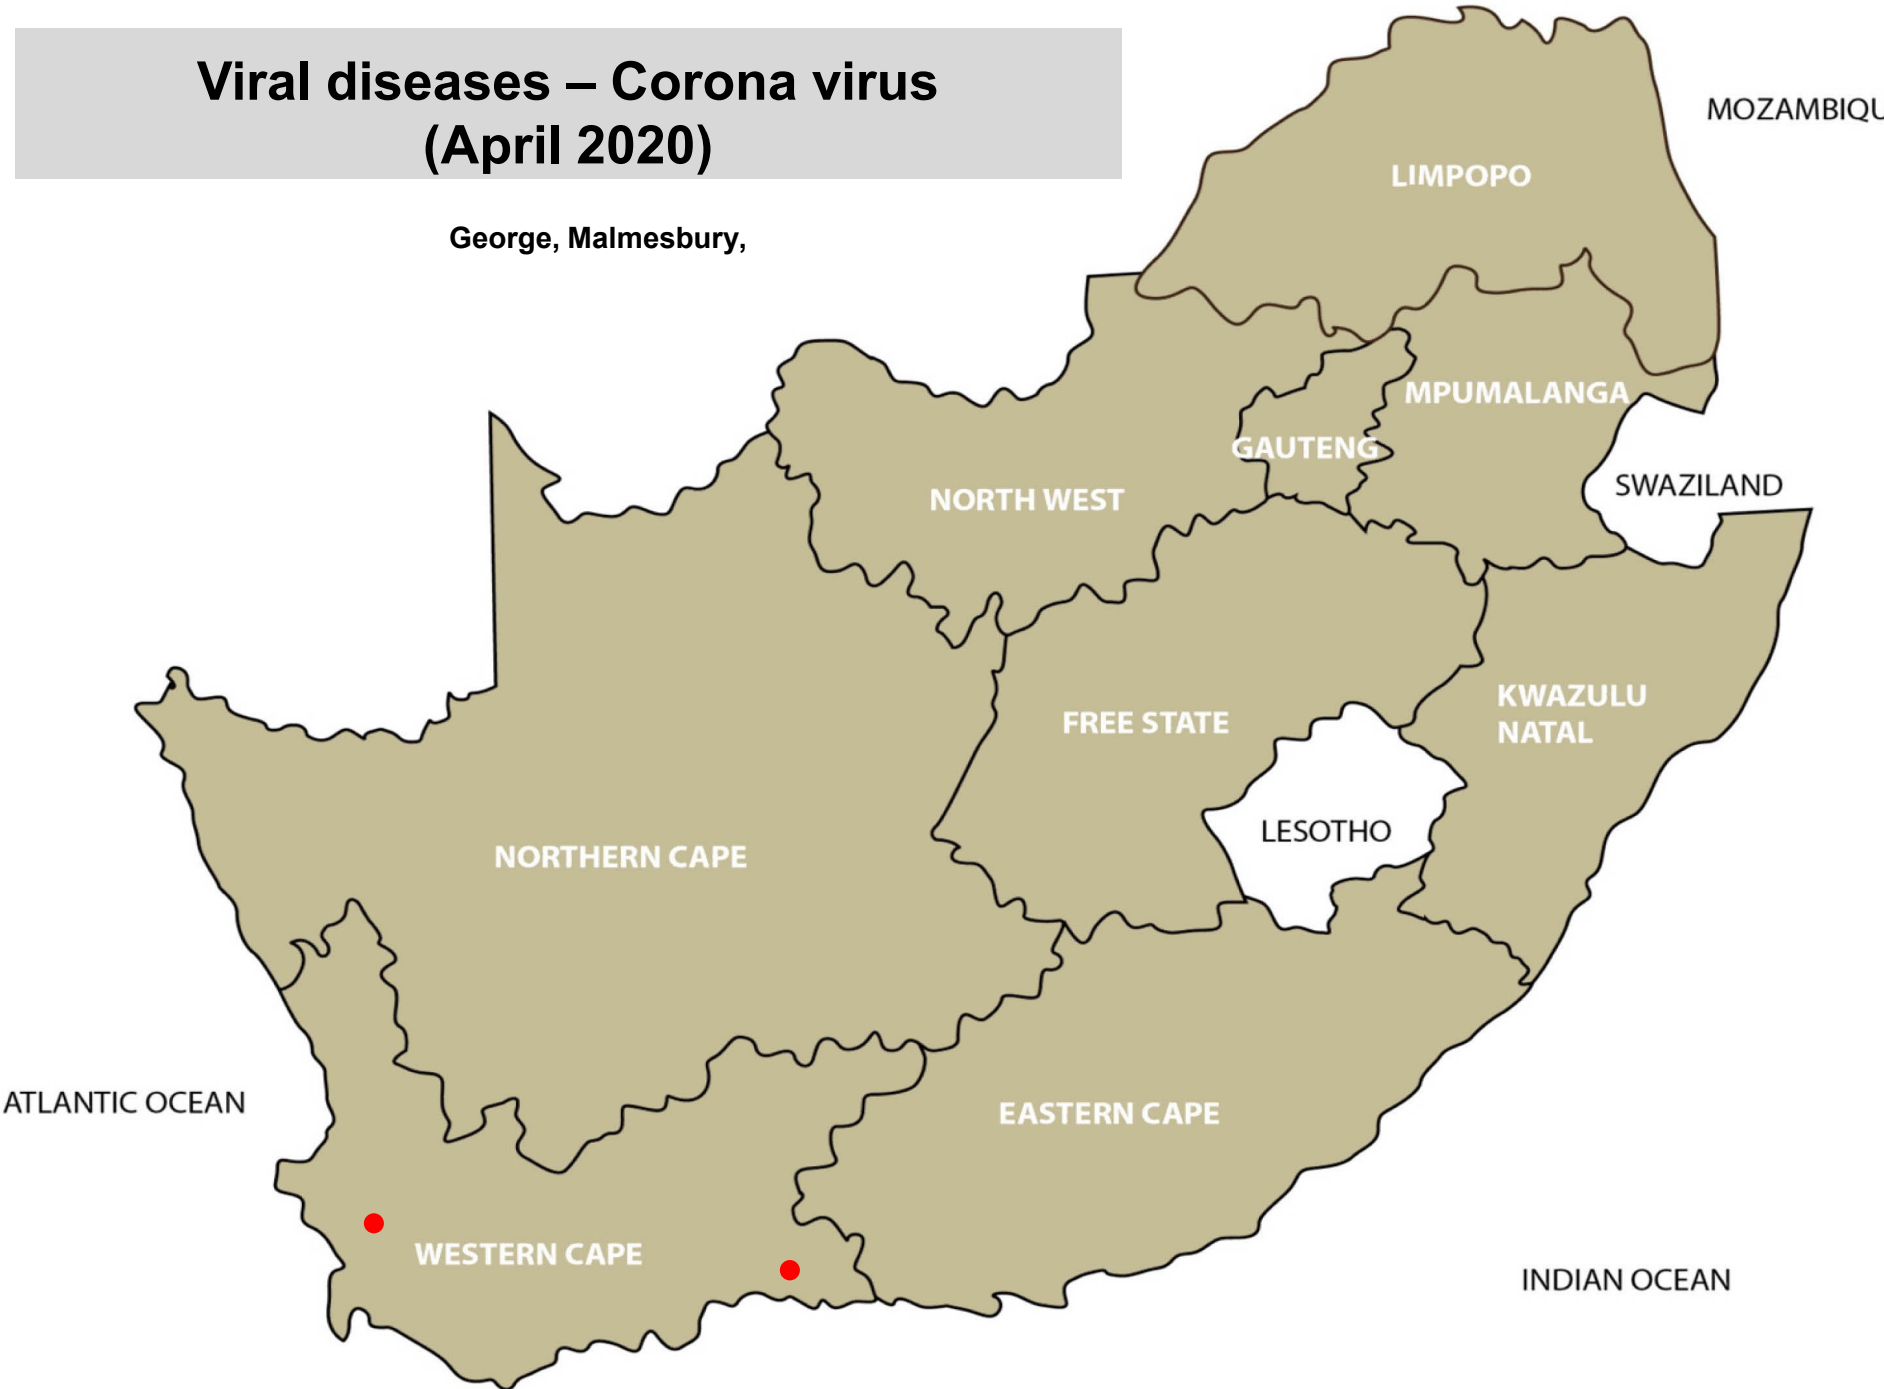 Viral diseases – Corona virus
(April 2020)
MOZAMBIQU
LIMPOPO
George, Malmesbury,
MPUMALANGA
GAUTENG
NORTH WEST
SWAZILAND
KWAZULU
NATAL
FREE STATE
LESOTHO
NORTHERN CAPE
ATLANTIC OCEAN
EASTERN CAPE
WESTERN CAPE
INDIAN OCEAN